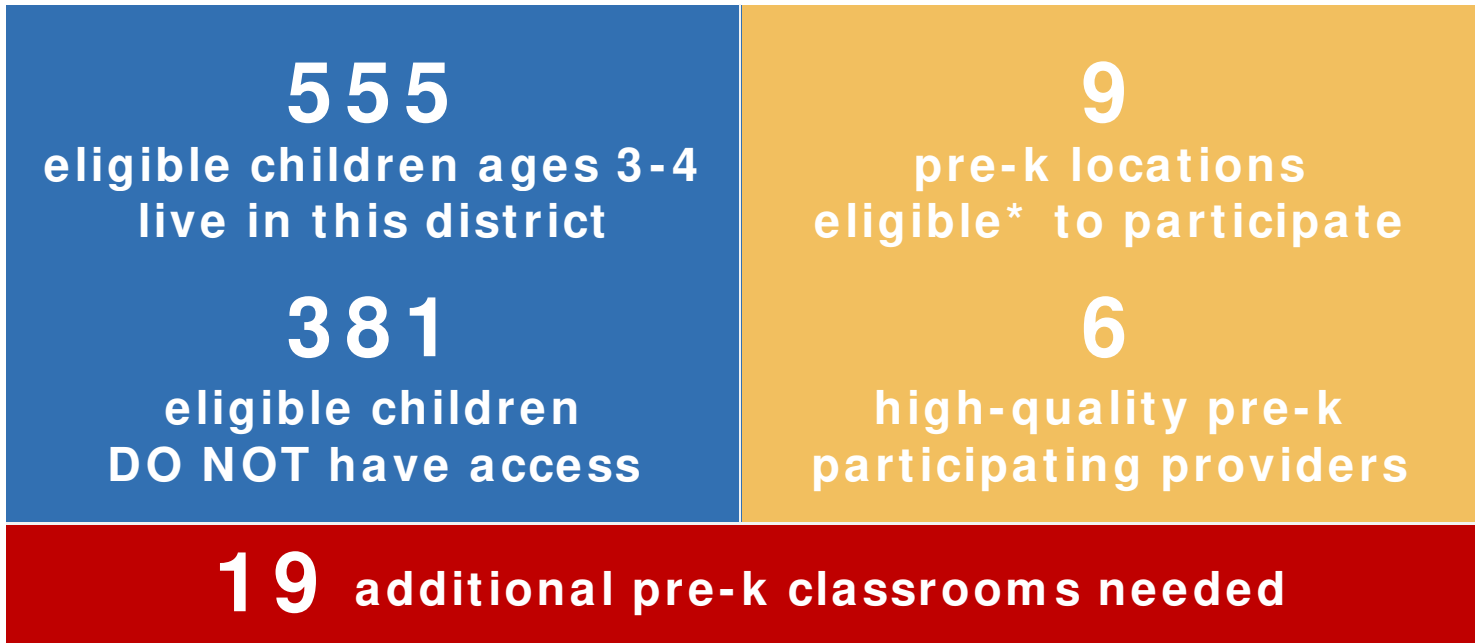 555
eligible children ages 3-4
live in this district
381
eligible children
DO NOT have access
9
pre-k locations
eligible* to participate
6
high-quality pre-k
participating providers
19 additional pre-k classrooms needed